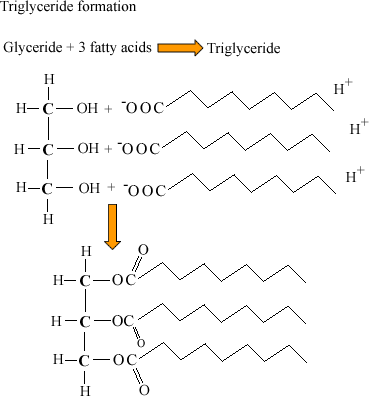 Triglyceride formation
Glyceride + 3 fatty acids Triglyceride
H
H–C–OH + ⁻OOC H⁺
H–C–OH + ⁻OOC H⁺
H–C–OH + ⁻OOC H⁺
H
H O
H–C–OC
H–C–OC
O
H–C–OC
H O